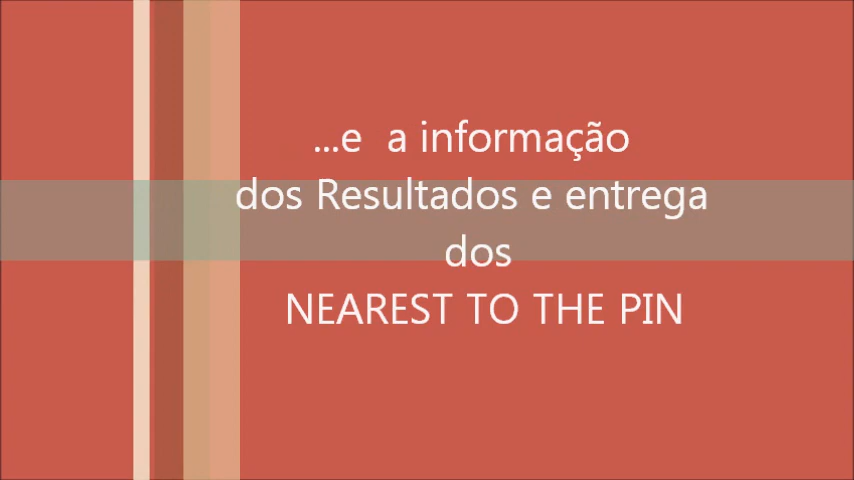 ...e  a informação
dos Resultados e entrega
dos
NEAREST TO THE PIN